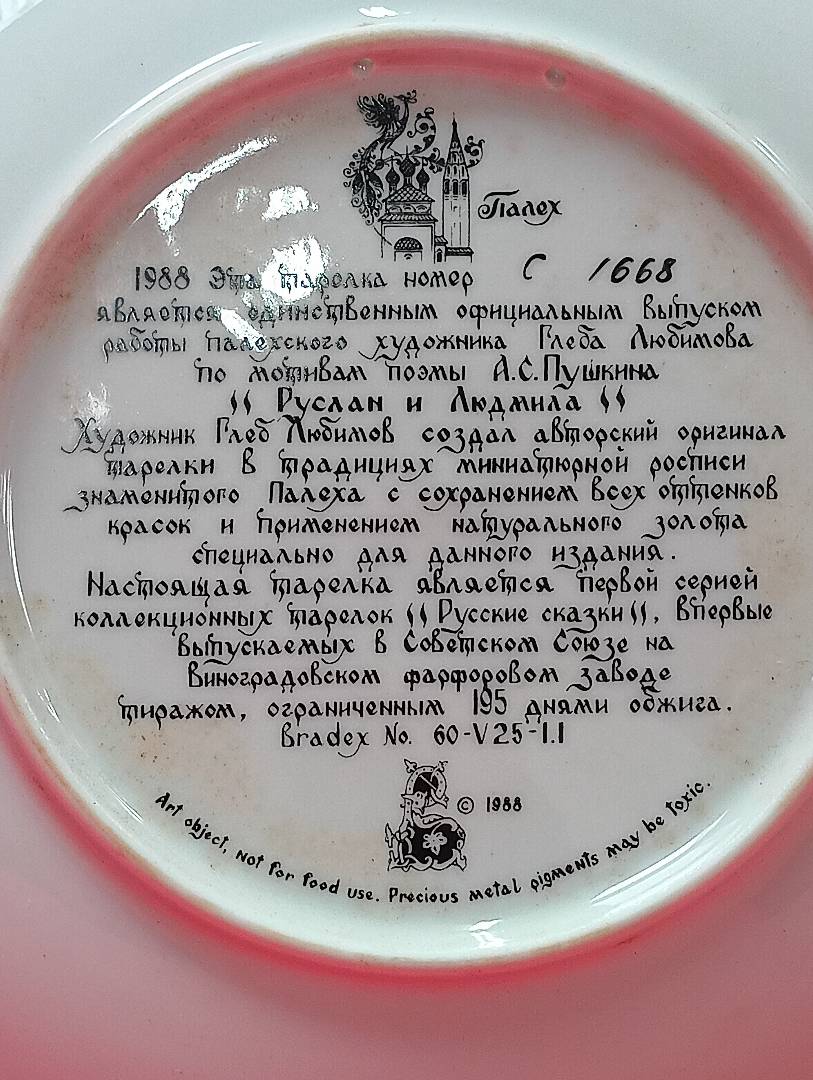 Палех
1988 Эта тарелка номер С 1668
является единственным официальным выпуском
работы палехского художника Глеба Любимова
по мотивам поэмы А.С.Пушкина
"Руслан и Людмила"
Художник Глеб Любимов создал авторский оригинал
тарелки в традициях миниатюрной росписи
знаменитого Палеха с сохранением всех оттенков
красок и применением натурального золота
специально для данного издания.
Настоящая тарелка является первой серией
коллекционных тарелок "Русские сказки", впервые
выпускаемых в Советском Союзе на
Виноградовском фарфоровом заводе
тиражом, ограниченным 195 днями обжига.
Bradex No. 60-V25-1.1
© 1988
Art object, not for food use. Precious metal pigments may be toxic.